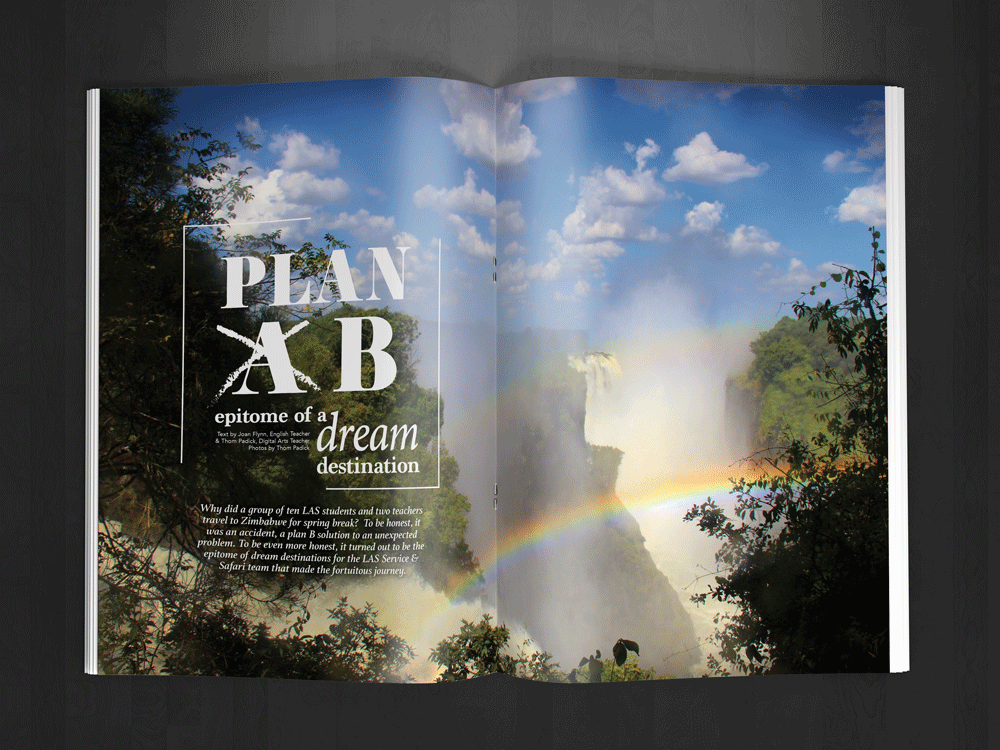 PLAN
A B
epitome of a
dream
destination
Text by Joan Flynn, English Teacher
& Thom Padick, Digital Arts Teacher
Photos by Thom Padick
Why did a group of ten LAS students and two teachers
travel to Zimbabwe for spring break? To be honest, it
was an accident, a plan B solution to an unexpected
problem. To be even more honest, it turned out to be the
epitome of dream destinations for the LAS Service &
Safari team that made the fortuitous journey.